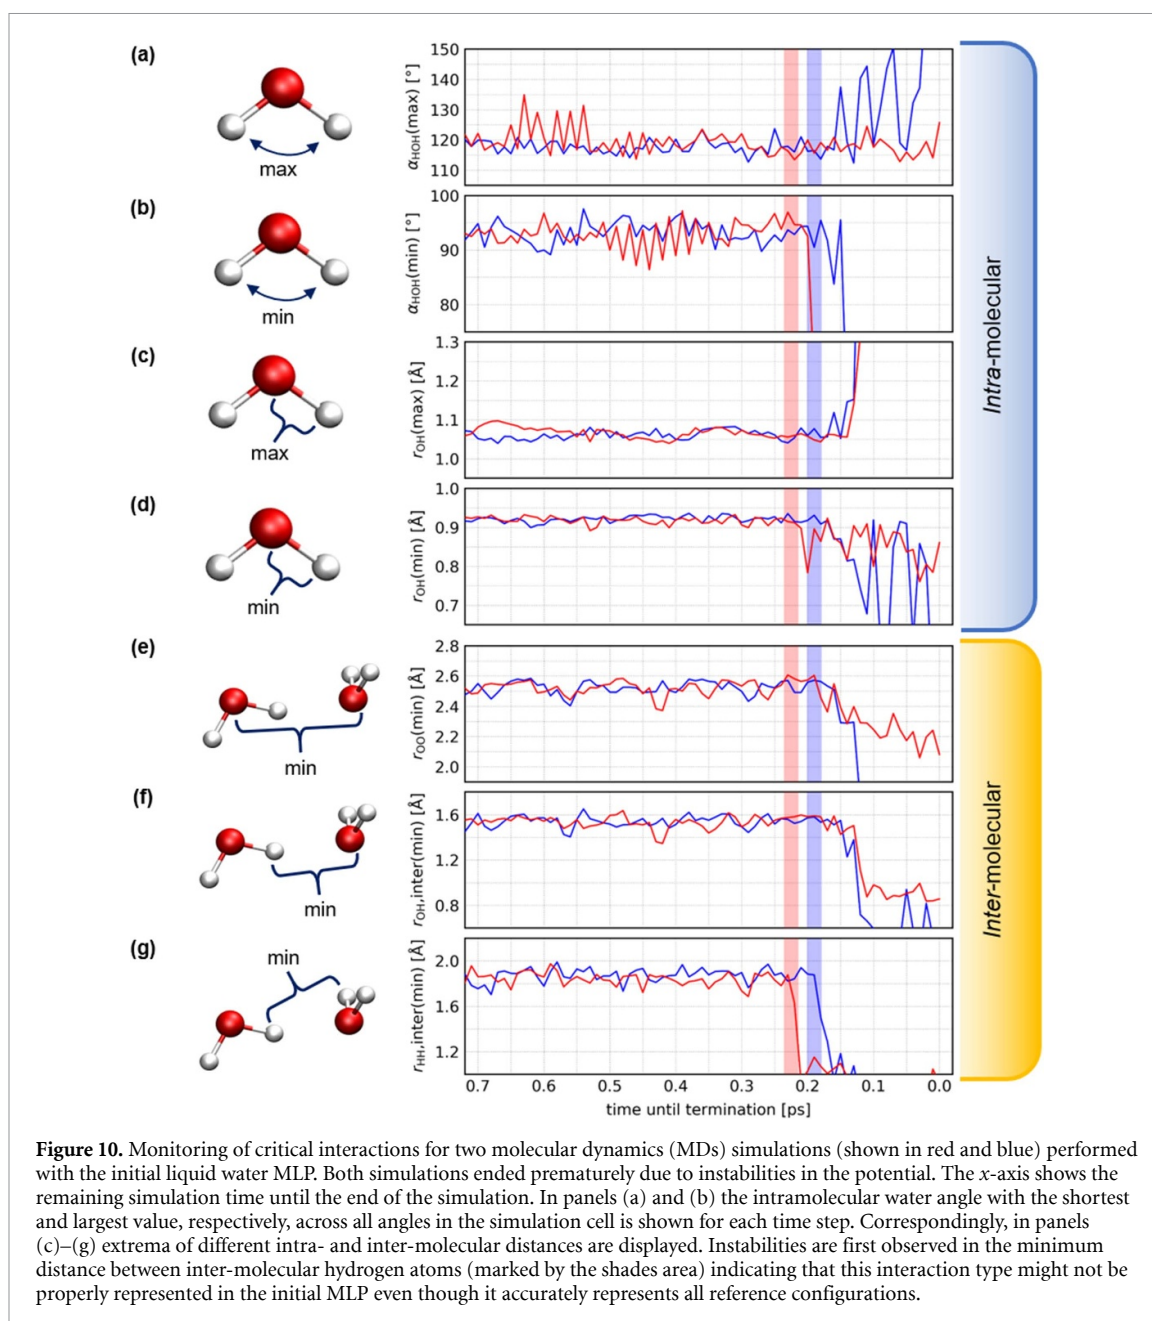 (a)
max
150
140
130
120
110
αHOH(max) [°]
(b)
min
100
90
80
αHOH(min) [°]
(c)
max
1.3
1.2
1.1
1.0
rOH(max) [Å]
(d)
min
1.0
0.9
0.8
0.7
rOH(min) [Å]
Intra-molecular
(e)
min
2.8
2.6
2.4
2.2
2.0
rOO(min) [Å]
(f)
min
1.6
1.2
0.8
rOH,inter(min) [Å]
(g)
min
2.0
1.6
1.2
rHH,inter(min) [Å]
Inter-molecular
0.7 0.6 0.5 0.4 0.3 0.2 0.1 0.0
time until termination [ps]
Figure 10. Monitoring of critical interactions for two molecular dynamics (MDs) simulations (shown in red and blue) performed
with the initial liquid water MLP. Both simulations ended prematurely due to instabilities in the potential. The x-axis shows the
remaining simulation time until the end of the simulation. In panels (a) and (b) the intramolecular water angle with the shortest
and largest value, respectively, across all angles in the simulation cell is shown for each time step. Correspondingly, in panels
(c)–(g) extrema of different intra- and inter-molecular distances are displayed. Instabilities are first observed in the minimum
distance between inter-molecular hydrogen atoms (marked by the shades area) indicating that this interaction type might not be
properly represented in the initial MLP even though it accurately represents all reference configurations.